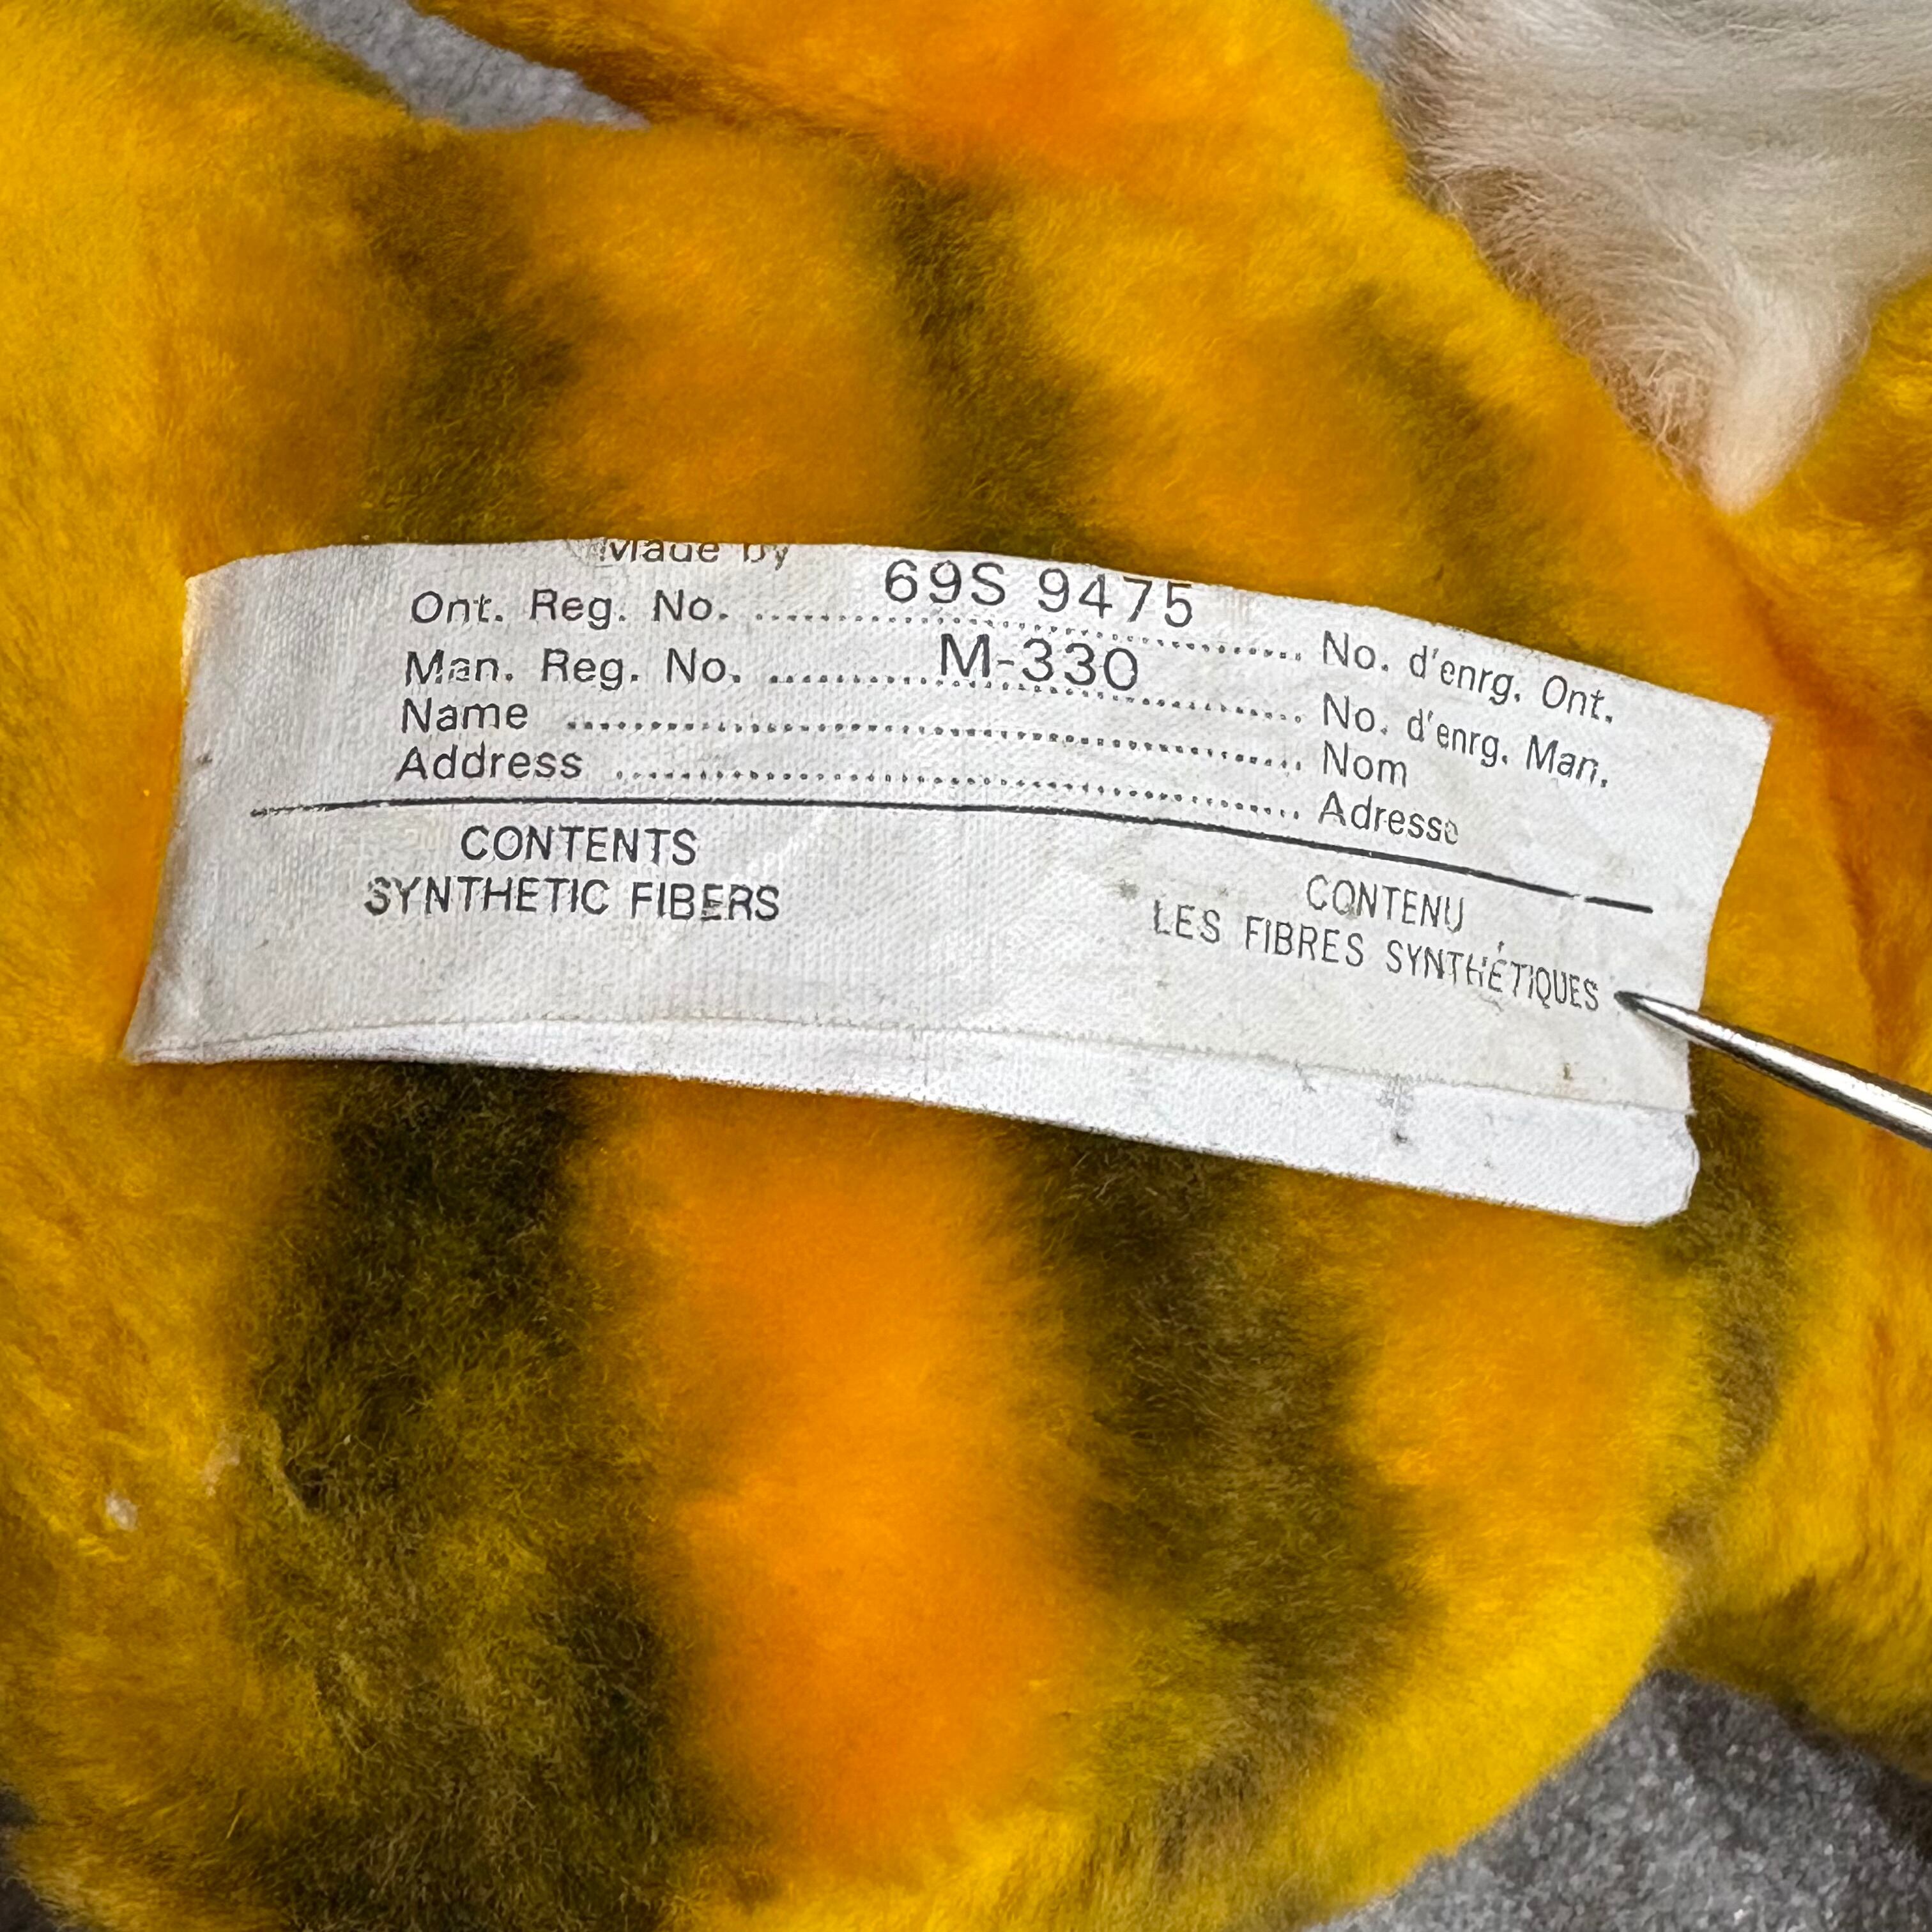 Made by
Ont. Reg. No. .......... 69S 9475 .......... No. d'enrg. Ont.
Man. Reg. No. .......... M-330 .......... No. d'enrg. Man.
Name .......... Nom
Address .......... Adresse
CONTENTS CONTENU
SYNTHETIC FIBERS LES FIBRES SYNTHÉTIQUES